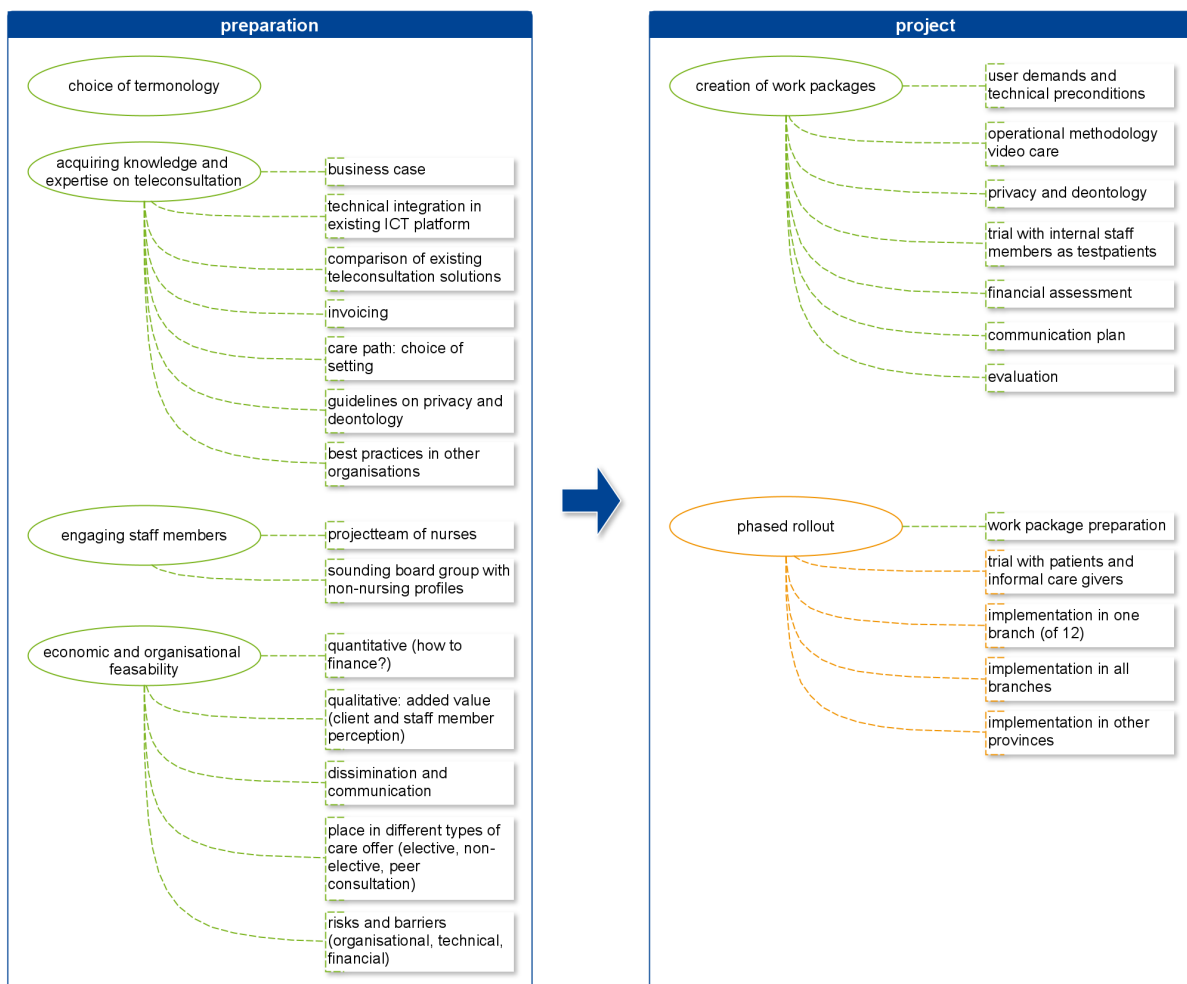 preparation
choice of termonology
acquiring knowledge and
expertise on teleconsultation
business case
technical integration in
existing ICT platform
comparison of existing
teleconsultation solutions
invoicing
care path: choice of
setting
guidelines on privacy and
deontology
best practices in other
organisations
engaging staff members
projectteam of nurses
sounding board group with
non-nursing profiles
economic and organisational
feasability
quantitative (how to
finance?)
qualitative: added value
(client and staff member
perception)
dissimination and
communication
place in different types of
care offer (elective, non-
elective, peer
consultation)
risks and barriers
(organisational, technical,
financial)
project
creation of work packages
user demands and
technical preconditions
operational methodology
video care
privacy and deontology
trial with internal staff
members as testpatients
financial assessment
communication plan
evaluation
phased rollout
work package preparation
trial with patients and
informal care givers
implementation in one
branch (of 12)
implementation in all
branches
implementation in other
provinces